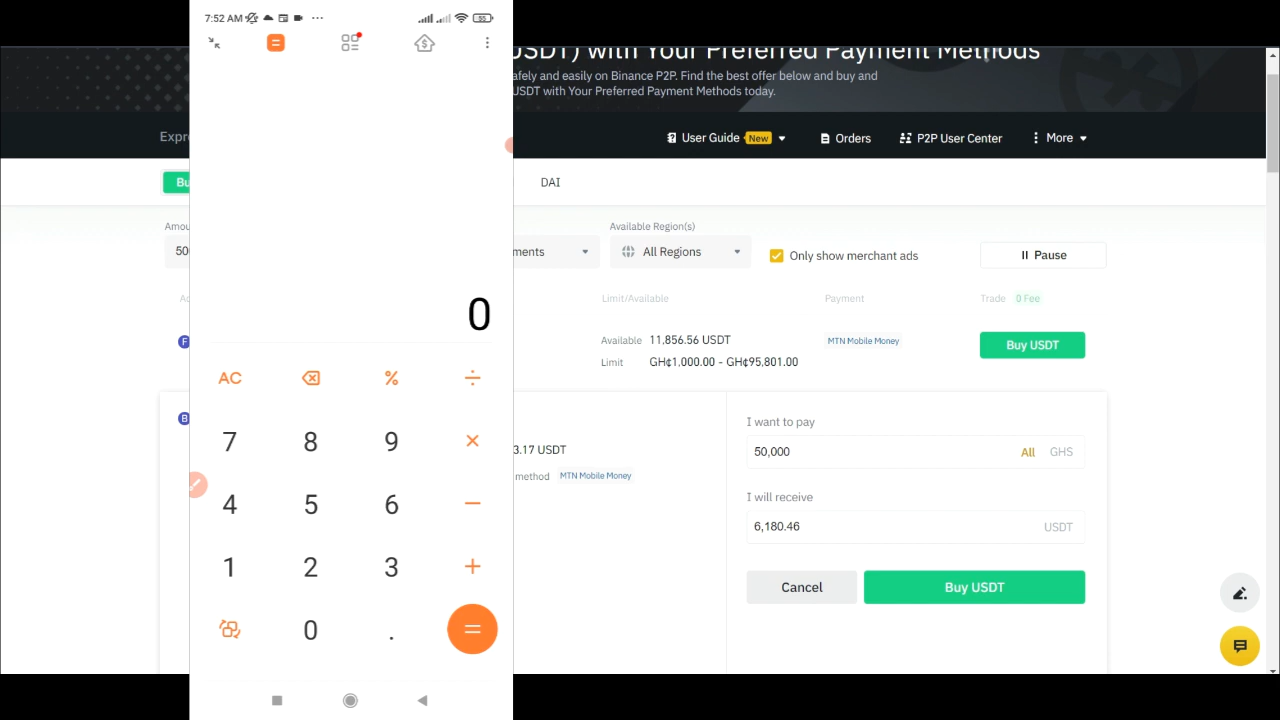 7:52 AM
55
USDT) with Your Preferred Payment Methods
afely and easily on Binance P2P. Find the best offer below and buy and
USDT with Your Preferred Payment Methods today.
Expre
User Guide New
Orders
P2P User Center
More
Bu
DAI
Amou
50
ments
Available Region(s)
All Regions
Only show merchant ads
Pause
Limit/Available
Payment
Trade 0 Fee
F
Available 11,856.56 USDT
Limit GH₵1,000.00 - GH₵95,801.00
MTN Mobile Money
Buy USDT
B
3.17 USDT
method MTN Mobile Money
I want to pay
50,000 All GHS
I will receive
6,180.46 USDT
Cancel
Buy USDT
0
AC % ÷
7 8 9 ×
4 5 6 −
1 2 3 +
0 . =